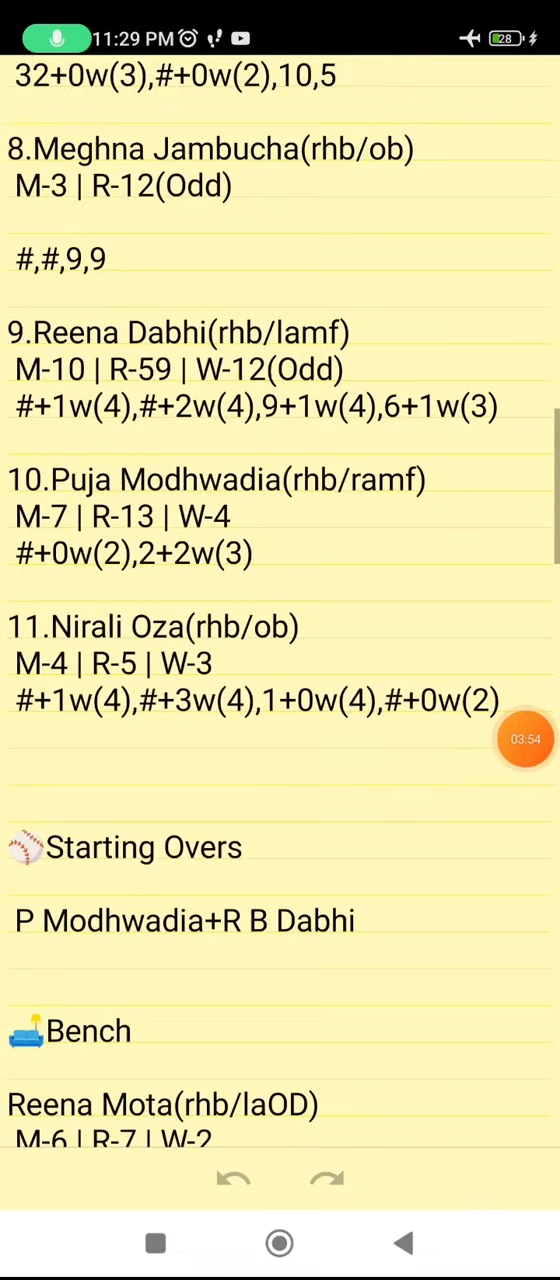 11:29 PM
28
32+0w(3),#+0w(2),10,5
8.Meghna Jambucha(rhb/ob)
M-3 | R-12(Odd)
#,#,9,9
9.Reena Dabhi(rhb/lamf)
M-10 | R-59 | W-12(Odd)
#+1w(4),#+2w(4),9+1w(4),6+1w(3)
10.Puja Modhwadia(rhb/ramf)
M-7 | R-13 | W-4
#+0w(2),2+2w(3)
11.Nirali Oza(rhb/ob)
M-4 | R-5 | W-3
#+1w(4),#+3w(4),1+0w(4),#+0w(2)
03:54
⚾Starting Overs
P Modhwadia+R B Dabhi
🛋Bench
Reena Mota(rhb/laOD)
M-6 | R-7 | W-2